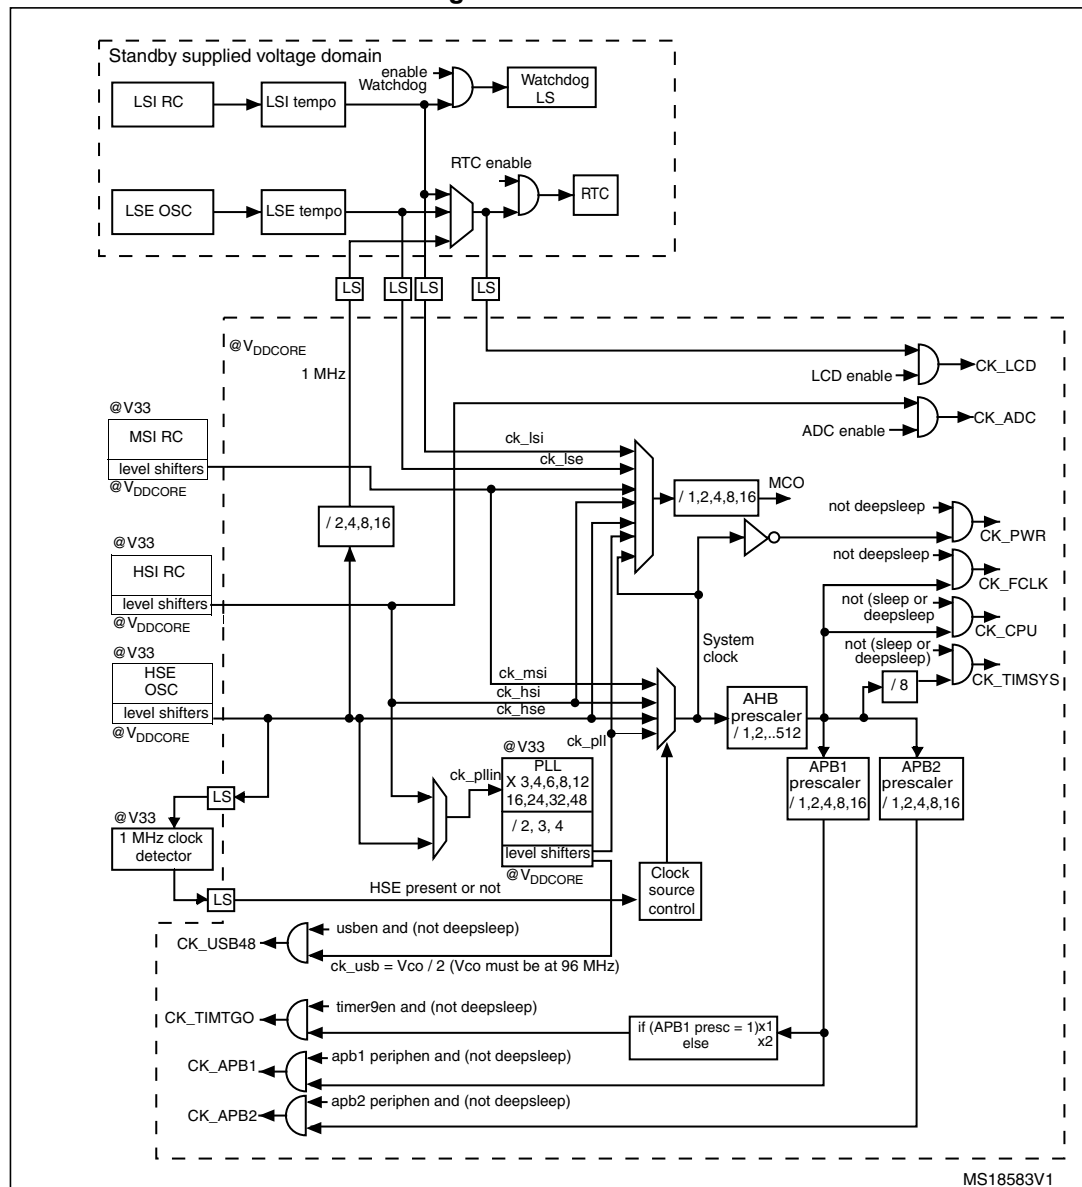 Standby supplied voltage domain
enable
Watchdog
Watchdog
LS
LSI RC
LSI tempo
RTC enable
RTC
LSE OSC
LSE tempo
LS
LS
LS
LS
@VDDCORE
1 MHz
LCD enable
CK_LCD
@V33
MSI RC
level shifters
@VDDCORE
ADC enable
CK_ADC
ck_lsi
ck_lse
/ 1,2,4,8,16
MCO
/ 2,4,8,16
not deepsleep
CK_PWR
@V33
HSI RC
level shifters
@VDDCORE
not deepsleep
CK_FCLK
not (sleep or
deepsleep
CK_CPU
System
clock
not (sleep or
deepsleep)
CK_TIMSYS
/ 8
@V33
HSE
OSC
level shifters
@VDDCORE
ck_msi
ck_hsi
ck_hse
ck_pll
AHB
prescaler
/ 1,2,..512
@V33
PLL
X 3,4,6,8,12
16,24,32,48
/ 2, 3, 4
level shifters
@VDDCORE
ck_pllin
APB1
prescaler
/ 1,2,4,8,16
APB2
prescaler
/ 1,2,4,8,16
LS
@V33
1 MHz clock
detector
LS
HSE present or not
Clock
source
control
CK_USB48
usben and (not deepsleep)
ck_usb = Vco / 2 (Vco must be at 96 MHz)
CK_TIMTGO
timer9en and (not deepsleep)
if (APB1 presc = 1)x1
else x2
CK_APB1
apb1 periphen and (not deepsleep)
CK_APB2
apb2 periphen and (not deepsleep)
MS18583V1